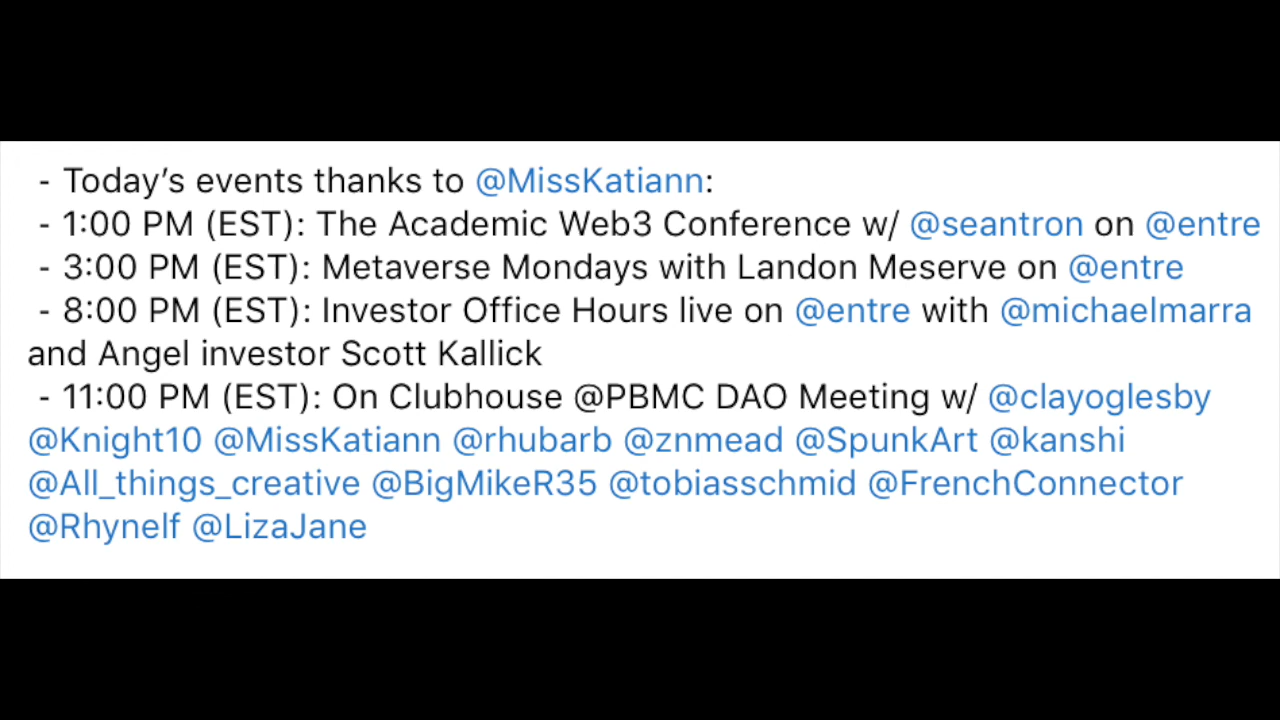 - Today’s events thanks to @MissKatiann:
- 1:00 PM (EST): The Academic Web3 Conference w/ @seantron on @entre
- 3:00 PM (EST): Metaverse Mondays with Landon Meserve on @entre
- 8:00 PM (EST): Investor Office Hours live on @entre with @michaelmarra
and Angel investor Scott Kallick
- 11:00 PM (EST): On Clubhouse @PBMC DAO Meeting w/ @clayoglesby
@Knight10 @MissKatiann @rhubarb @znmead @SpunkArt @kanshi
@All_things_creative @BigMikeR35 @tobiasschmid @FrenchConnector
@Rhynelf @LizaJane